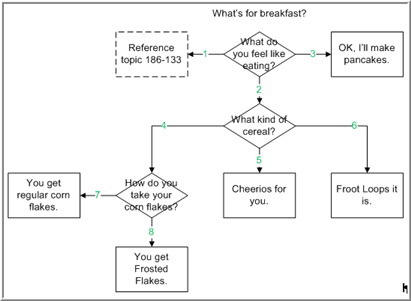 What's for breakfast?
Reference
topic 186-133
1
What do
you feel like
eating?
3
OK, I'll make
pancakes.
2
What kind of
cereal?
4
5
6
You get
regular corn
flakes.
7
How do you
take your
corn flakes?
Cheerios for
you.
Froot Loops it
is.
8
You get
Frosted
Flakes.